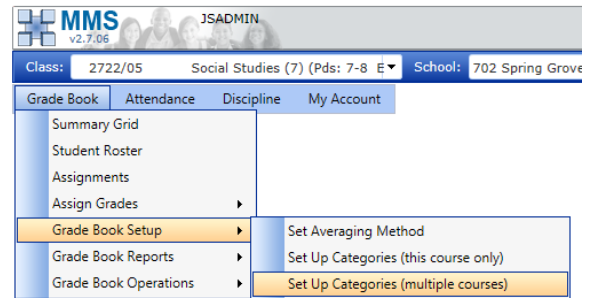 MMS JSADMIN
v2.7.06
Class: 2722/05 Social Studies (7) (Pds: 7-8 E School: 702 Spring Grove
Grade Book Attendance Discipline My Account
Summary Grid
Student Roster
Assignments
Assign Grades
Grade Book Setup Set Averaging Method
Grade Book Reports Set Up Categories (this course only)
Grade Book Operations Set Up Categories (multiple courses)